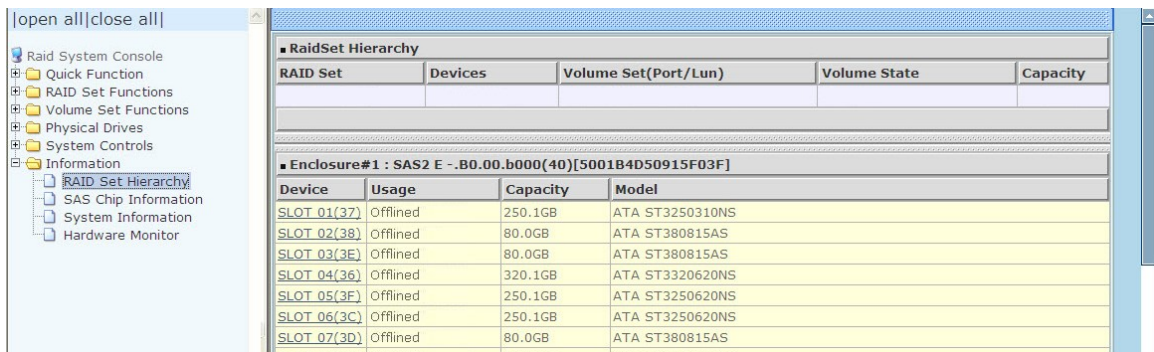 |open all|close all|
Raid System Console
Quick Function
RAID Set Functions
Volume Set Functions
Physical Drives
System Controls
Information
RAID Set Hierarchy
SAS Chip Information
System Information
Hardware Monitor
RaidSet Hierarchy
RAID Set Devices Volume Set(Port/Lun) Volume State Capacity
Enclosure#1 : SAS2 E -.B0.00.b000(40)[5001B4D50915F03F]
Device Usage Capacity Model
SLOT 01(37) Offlined 250.1GB ATA ST3250310NS
SLOT 02(38) Offlined 80.0GB ATA ST380815AS
SLOT 03(3E) Offlined 80.0GB ATA ST380815AS
SLOT 04(36) Offlined 320.1GB ATA ST3320620NS
SLOT 05(3F) Offlined 250.1GB ATA ST3250620NS
SLOT 06(3C) Offlined 250.1GB ATA ST3250620NS
SLOT 07(3D) Offlined 80.0GB ATA ST380815AS